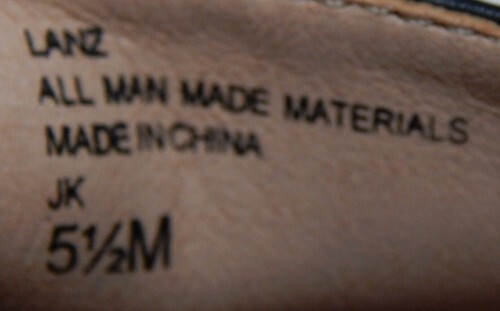 LANZ
ALL MAN MADE MATERIALS
MADE IN CHINA
JK
5½M